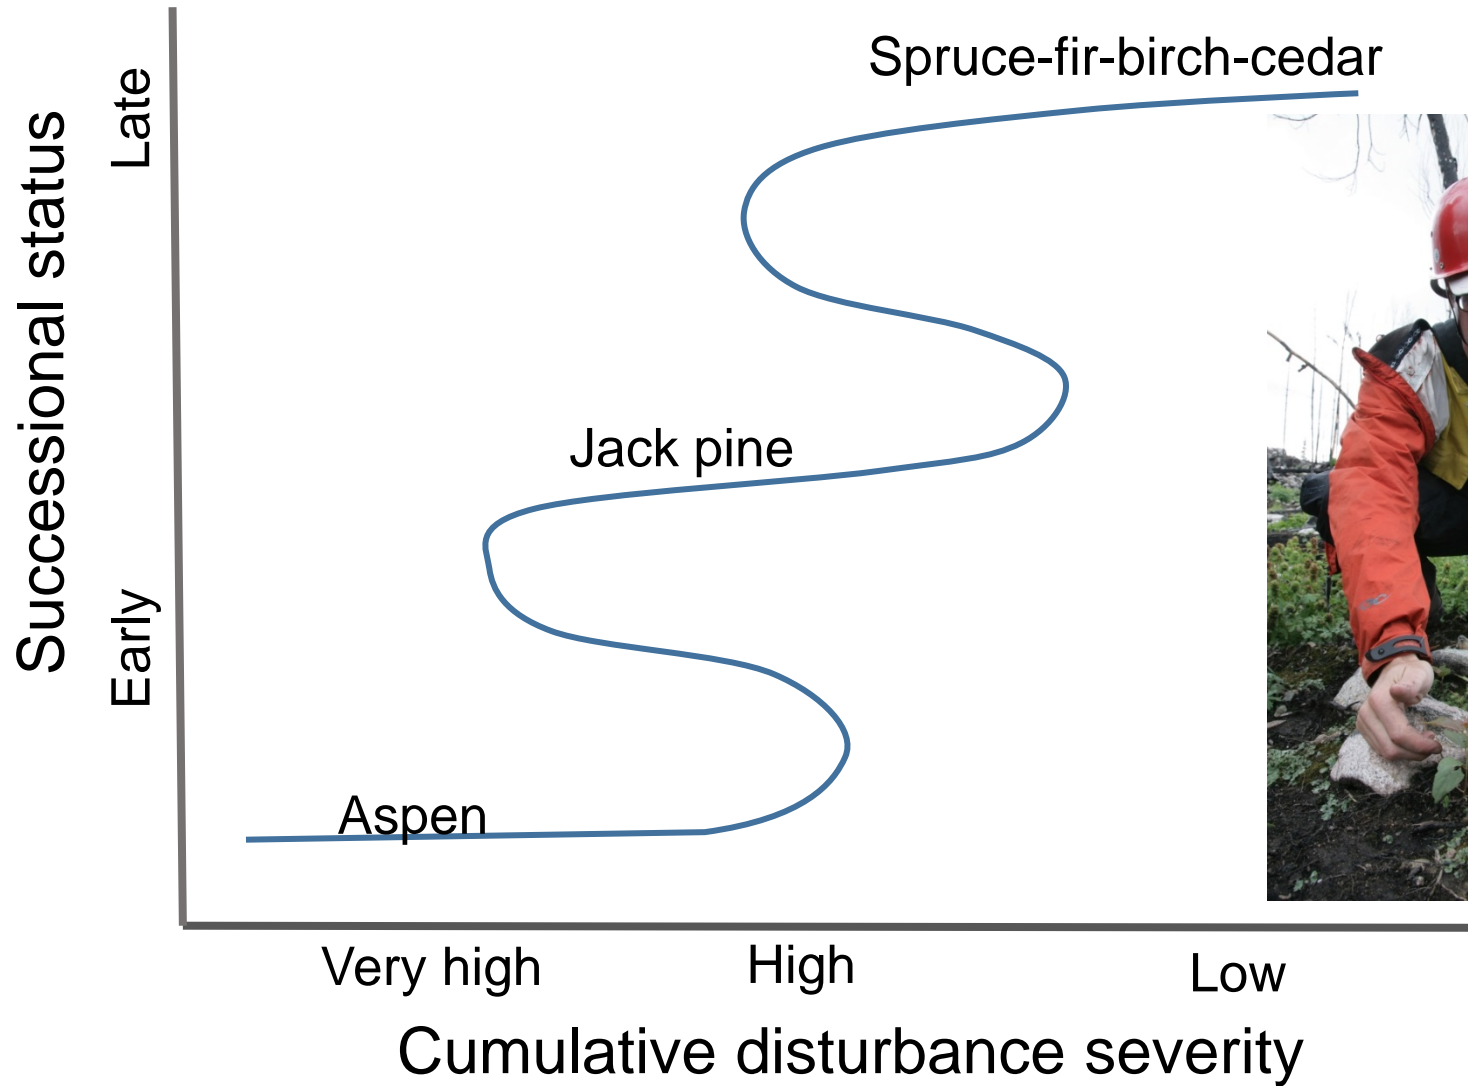 Spruce-fir-birch-cedar
Late
Successional status
Jack pine
Early
Aspen
Very high
High
Low
Cumulative disturbance severity